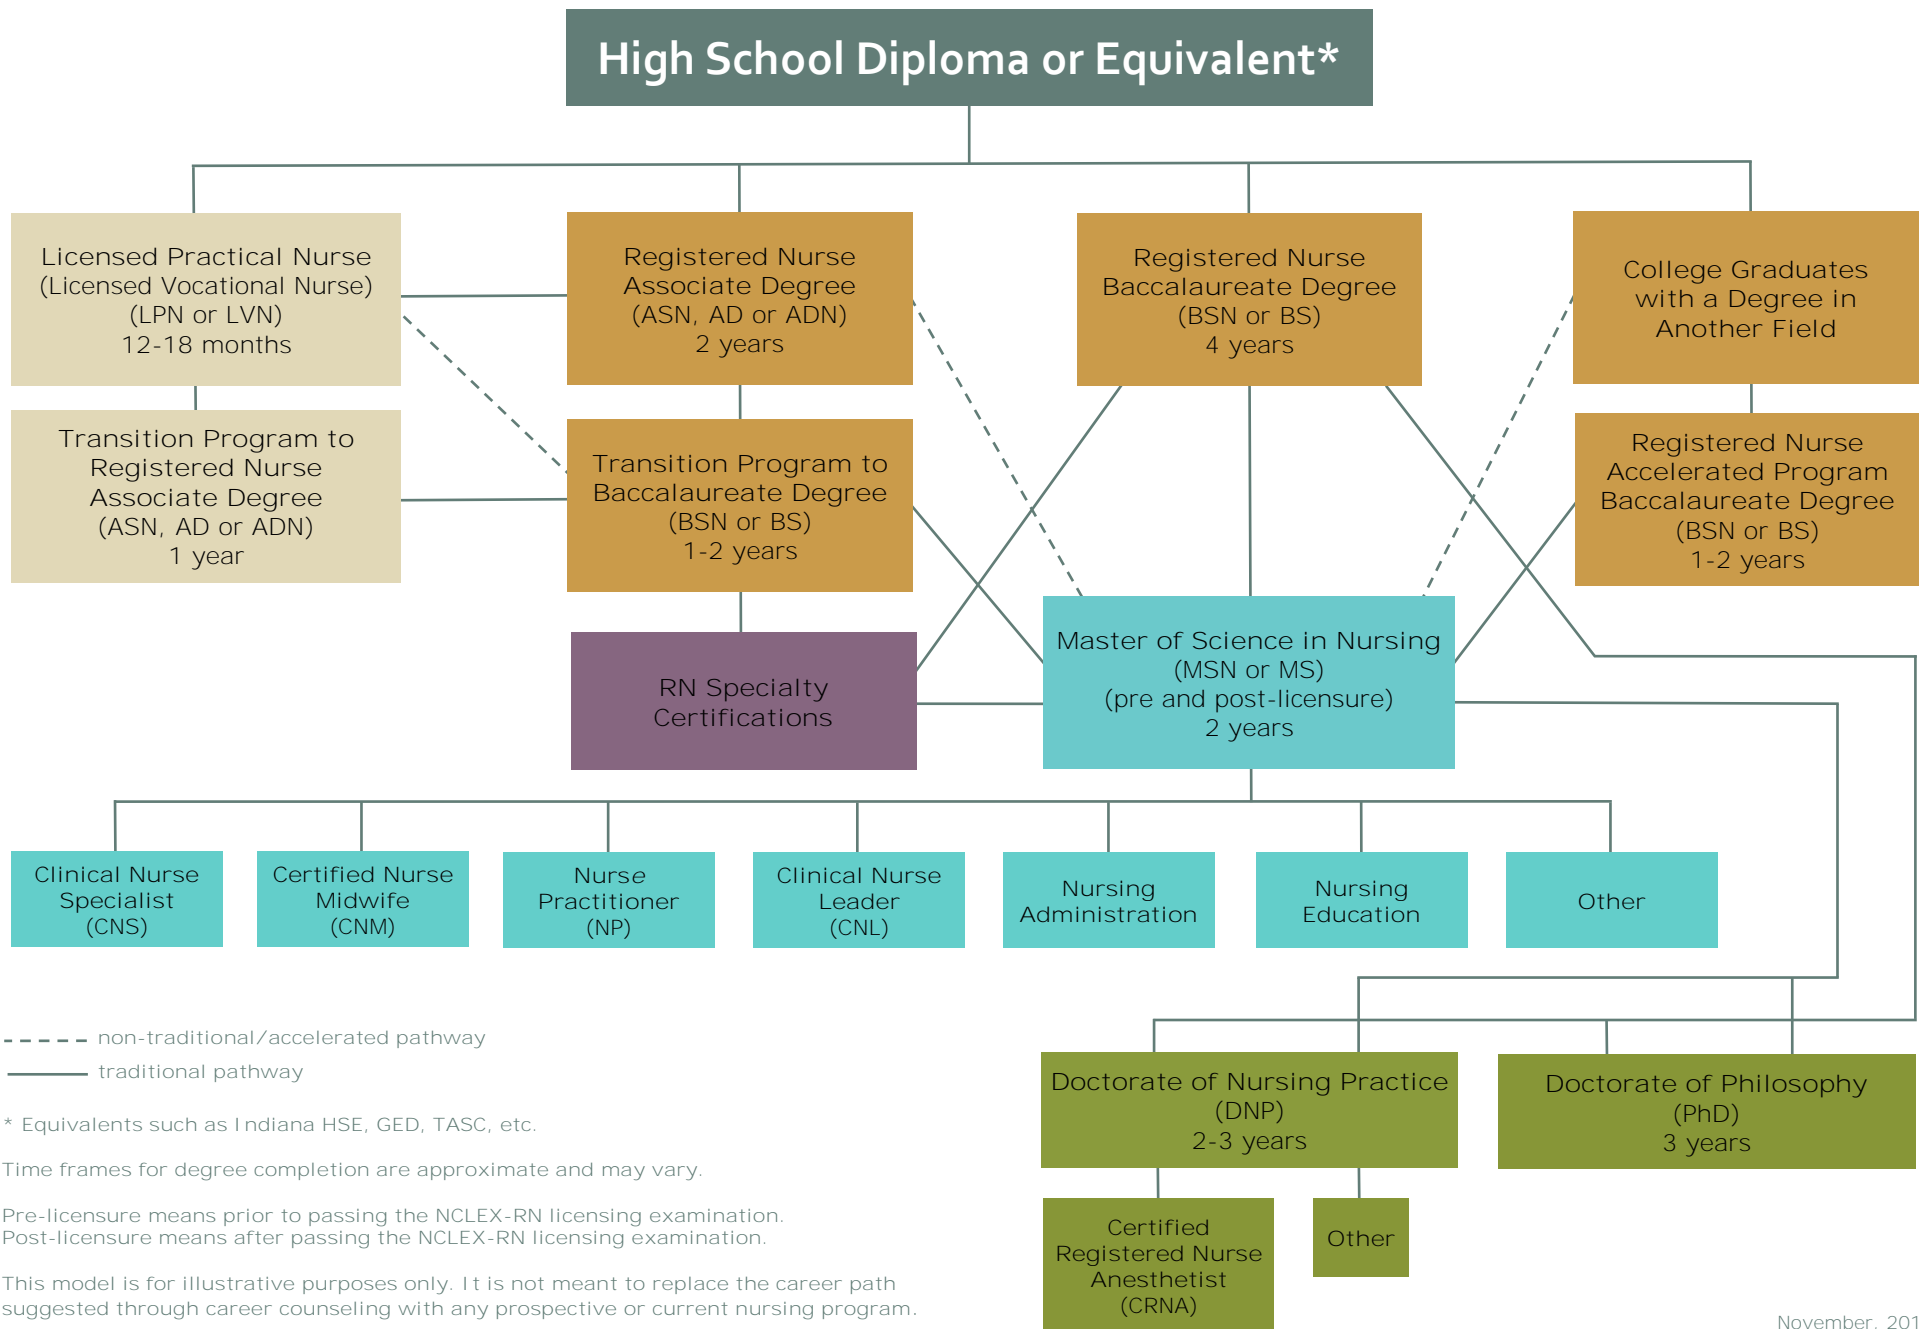 High School Diploma or Equivalent*
Licensed Practical Nurse
(Licensed Vocational Nurse)
(LPN or LVN)
12-18 months
Registered Nurse
Associate Degree
(ASN, AD or ADN)
2 years
Registered Nurse
Baccalaureate Degree
(BSN or BS)
4 years
College Graduates
with a Degree in
Another Field
Transition Program to
Registered Nurse
Associate Degree
(ASN, AD or ADN)
1 year
Transition Program to
Baccalaureate Degree
(BSN or BS)
1-2 years
Registered Nurse
Accelerated Program
Baccalaureate Degree
(BSN or BS)
1-2 years
RN Specialty
Certifications
Master of Science in Nursing
(MSN or MS)
(pre and post-licensure)
2 years
Clinical Nurse
Specialist
(CNS)
Certified Nurse
Midwife
(CNM)
Nurse
Practitioner
(NP)
Clinical Nurse
Leader
(CNL)
Nursing
Administration
Nursing
Education
Other
non-traditional/accelerated pathway
traditional pathway
Doctorate of Nursing Practice
(DNP)
2-3 years
Doctorate of Philosophy
(PhD)
3 years
Certified
Registered Nurse
Anesthetist
(CRNA)
Other
* Equivalents such as Indiana HSE, GED, TASC, etc.
Time frames for degree completion are approximate and may vary.
Pre-licensure means prior to passing the NCLEX-RN licensing examination.
Post-licensure means after passing the NCLEX-RN licensing examination.
This model is for illustrative purposes only. It is not meant to replace the career path
suggested through career counseling with any prospective or current nursing program.
November, 201